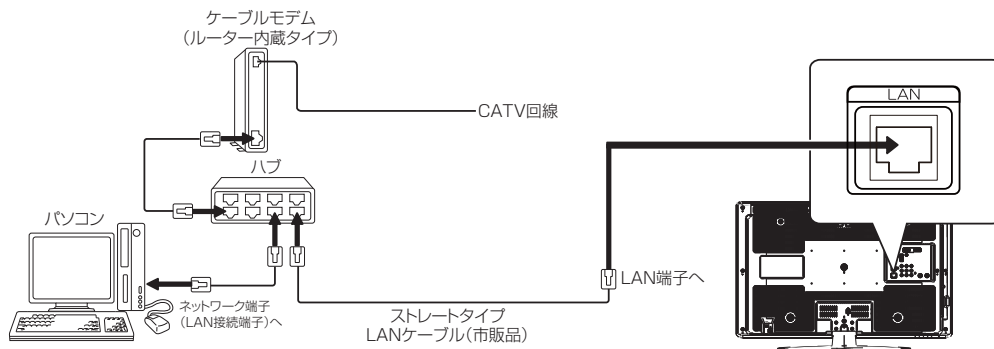 ケーブルモデム
（ルーター内蔵タイプ）
CATV回線
LAN
ハブ
パソコン
LAN端子へ
ネットワーク端子
（LAN接続端子）へ
ストレートタイプ
LANケーブル（市販品）